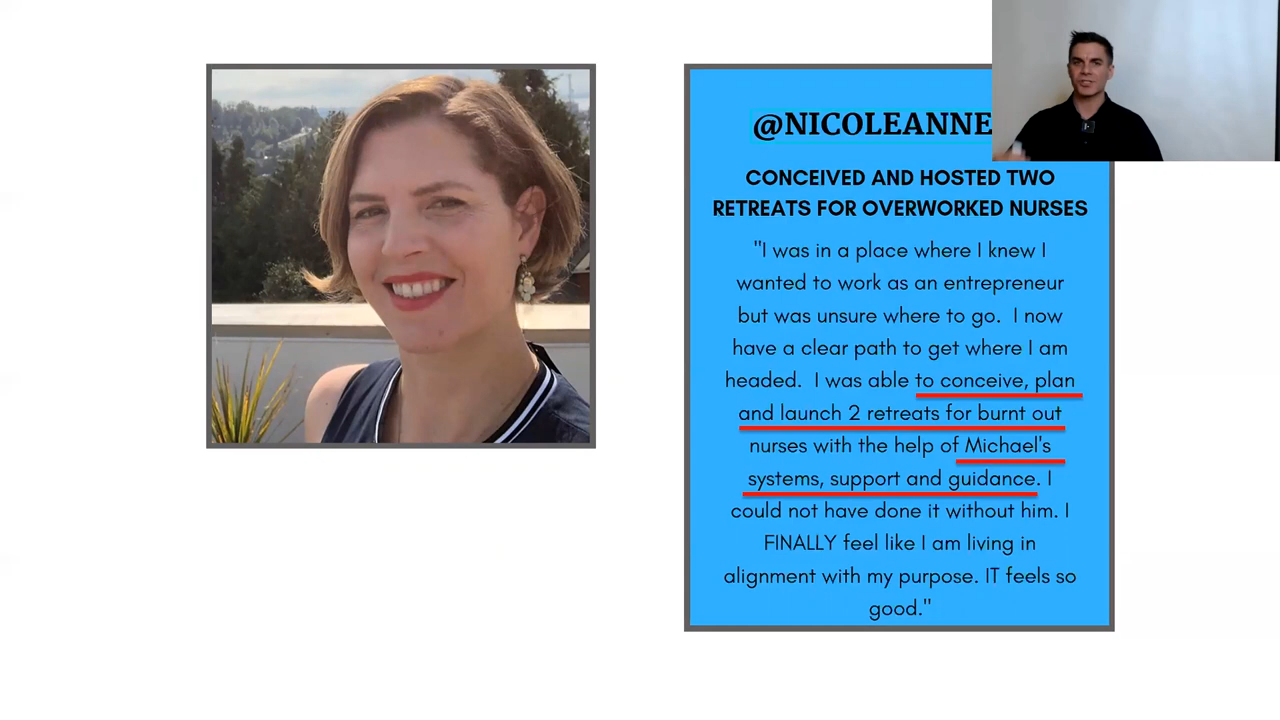 @NICOLEANNE
CONCEIVED AND HOSTED TWO
RETREATS FOR OVERWORKED NURSES
"I was in a place where I knew I
wanted to work as an entrepreneur
but was unsure where to go. I now
have a clear path to get where I am
headed. I was able to conceive, plan
and launch 2 retreats for burnt out
nurses with the help of Michael's
systems, support and guidance. I
could not have done it without him. I
FINALLY feel like I am living in
alignment with my purpose. IT feels so
good."